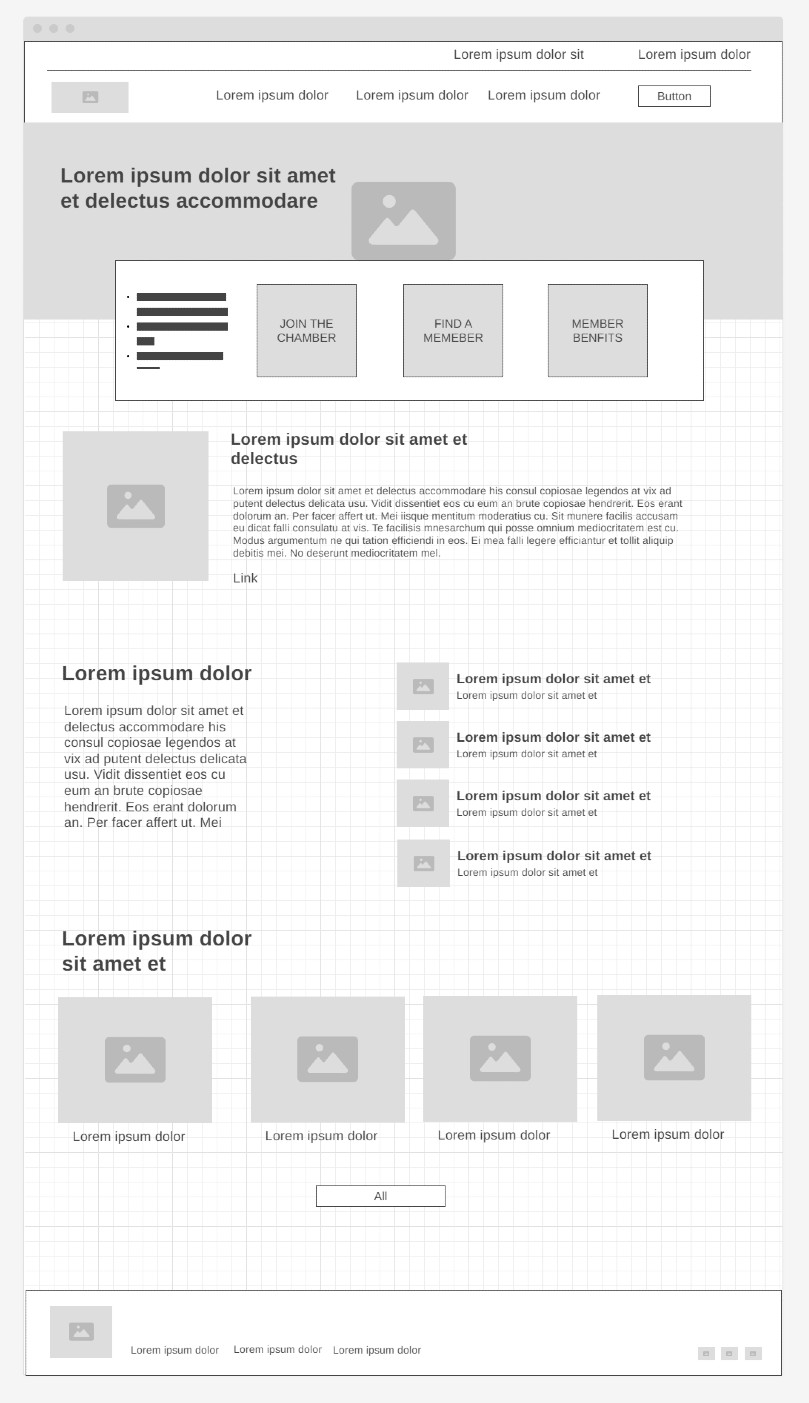 Lorem ipsum dolor sit
Lorem ipsum dolor
Lorem ipsum dolor
Lorem ipsum dolor
Lorem ipsum dolor
Button
Lorem ipsum dolor sit amet
et delectus accommodare
JOIN THE
CHAMBER
FIND A
MEMEBER
MEMBER
BENFITS
Lorem ipsum dolor sit amet et
delectus
Lorem ipsum dolor sit amet et delectus accommodare his consul copiosae legendos at vix ad
putent delectus delicata usu. Vidit dissentiet eos cu eum an brute copiosae hendrerit. Eos erant
dolorum an. Per facer affert ut. Mei iisque mentitum moderatius cu. Sit munere facilis accusam
eu dicat falli consulatu at vis. Te facilisis mnesarchum qui posse omnium mediocritatem est cu.
Modus argumentum ne qui tation efficiendi in eos. Ei mea falli legere efficiantur et tollit aliquip
debitis mei. No deserunt mediocritatem mel.
Link
Lorem ipsum dolor
Lorem ipsum dolor sit amet et
delectus accommodare his
consul copiosae legendos at
vix ad putent delectus delicata
usu. Vidit dissentiet eos cu
eum an brute copiosae
hendrerit. Eos erant dolorum
an. Per facer affert ut. Mei
Lorem ipsum dolor sit amet et
Lorem ipsum dolor sit amet et
Lorem ipsum dolor sit amet et
Lorem ipsum dolor sit amet et
Lorem ipsum dolor sit amet et
Lorem ipsum dolor sit amet et
Lorem ipsum dolor sit amet et
Lorem ipsum dolor sit amet et
Lorem ipsum dolor
sit amet et
Lorem ipsum dolor
Lorem ipsum dolor
Lorem ipsum dolor
Lorem ipsum dolor
All
Lorem ipsum dolor
Lorem ipsum dolor
Lorem ipsum dolor